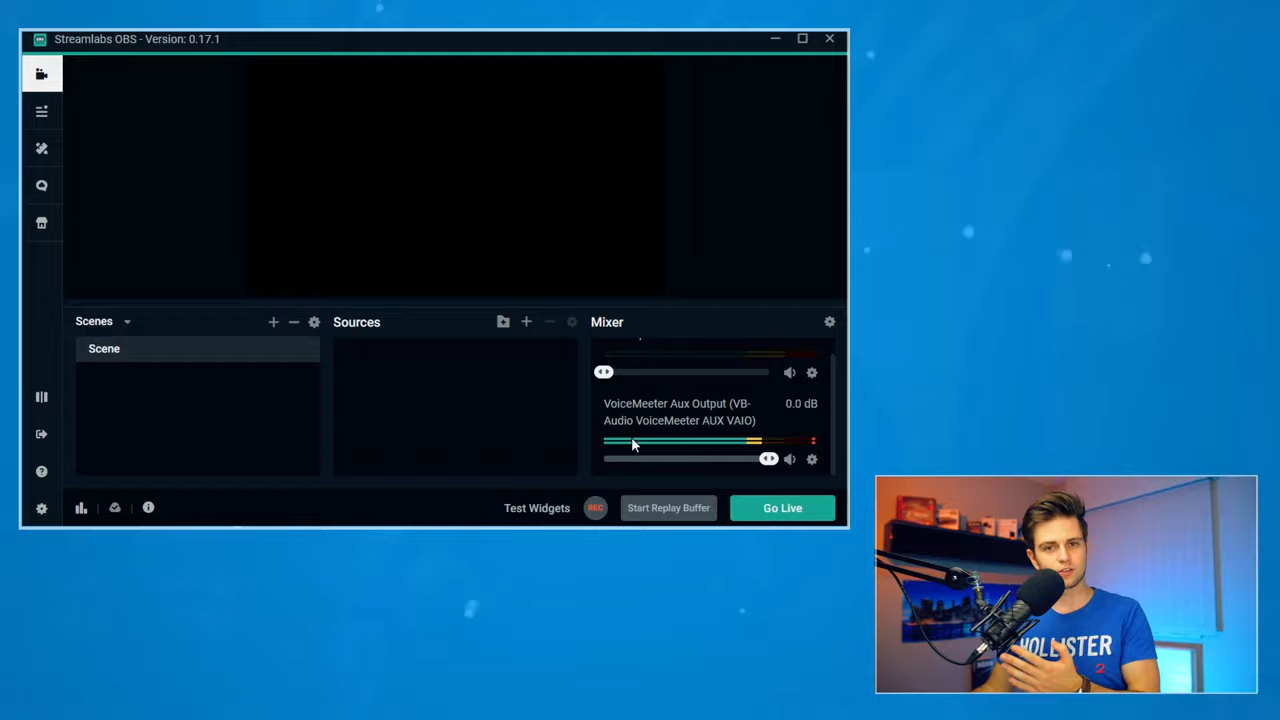 Streamlabs OBS - Version: 0.17.1
Scenes
Sources
Mixer
Scene
VoiceMeeter Aux Output (VB-
Audio VoiceMeeter AUX VAIO)
0.0 dB
Test Widgets
REC
Start Replay Buffer
Go Live
HOLLISTER
2